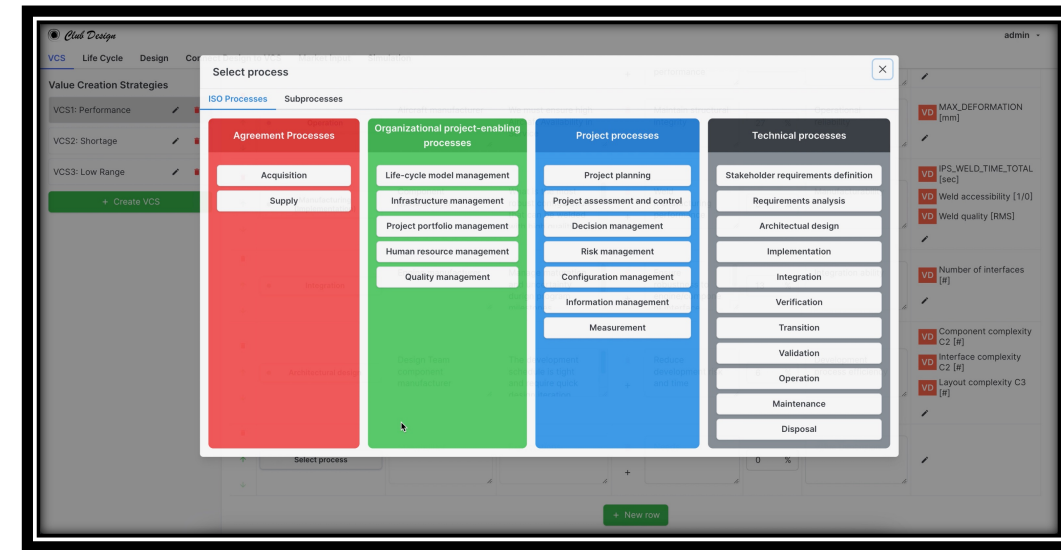 Club Design
admin
VCS Life Cycle Design
Value Creation Strategies
VCS1: Performance
VCS2: Shortage
VCS3: Low Range
+ Create VCS
Select process
ISO Processes Subprocesses
Agreement Processes
Acquisition
Supply
Organizational project-enabling
processes
Life-cycle model management
Infrastructure management
Project portfolio management
Human resource management
Quality management
Project processes
Project planning
Project assessment and control
Decision management
Risk management
Configuration management
Information management
Measurement
Technical processes
Stakeholder requirements definition
Requirements analysis
Architectual design
Implementation
Integration
Verification
Transition
Validation
Operation
Maintenance
Disposal
VD MAX_DEFORMATION
[mm]
VD IPS_WELD_TIME_TOTAL
[sec]
VD Weld accessibility [1/0]
VD Weld quality [RMS]
VD Number of interfaces
[#]
VD Component complexity
C2 [#]
VD Interface complexity
C2 [#]
VD Layout complexity C3
[#]
Select process
+
0 %
+ New row